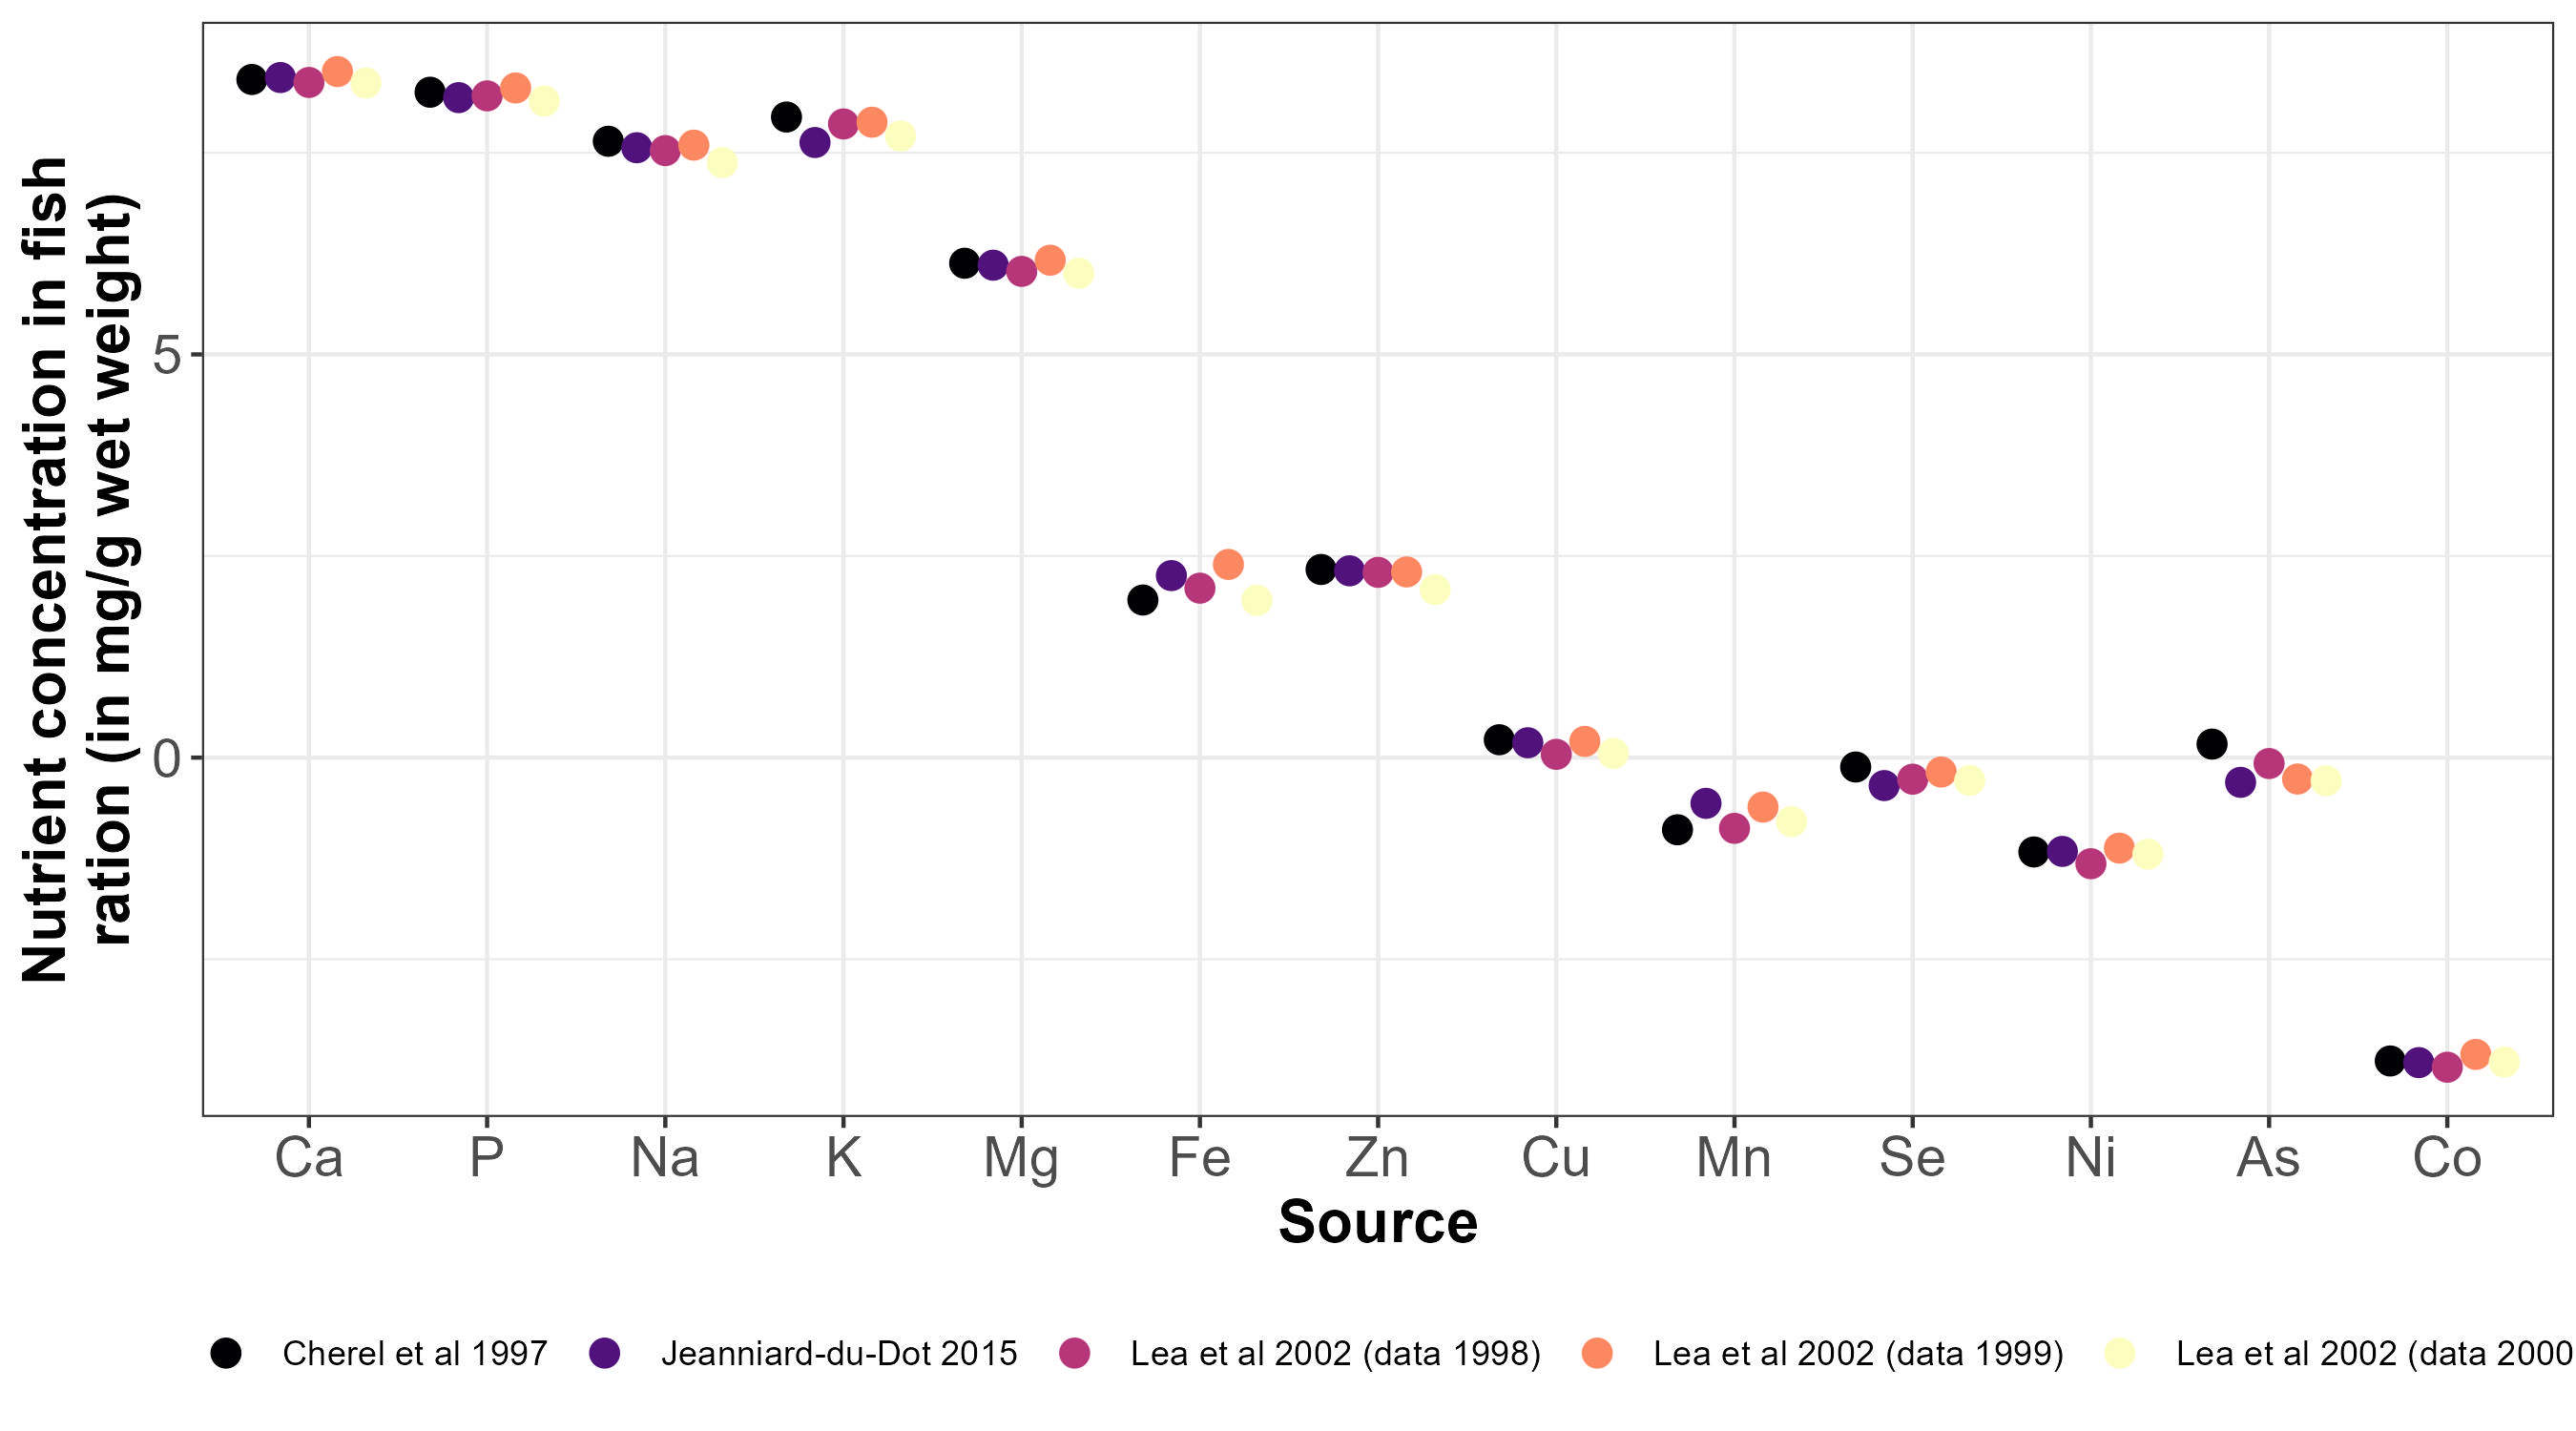 Nutrient concentration in fish
ration (in mg/g wet weight)
5
0
Ca P Na K Mg Fe Zn Cu Mn Se Ni As Co
Source
Cherel et al 1997 Jeanniard-du-Dot 2015 Lea et al 2002 (data 1998) Lea et al 2002 (data 1999) Lea et al 2002 (data 2000